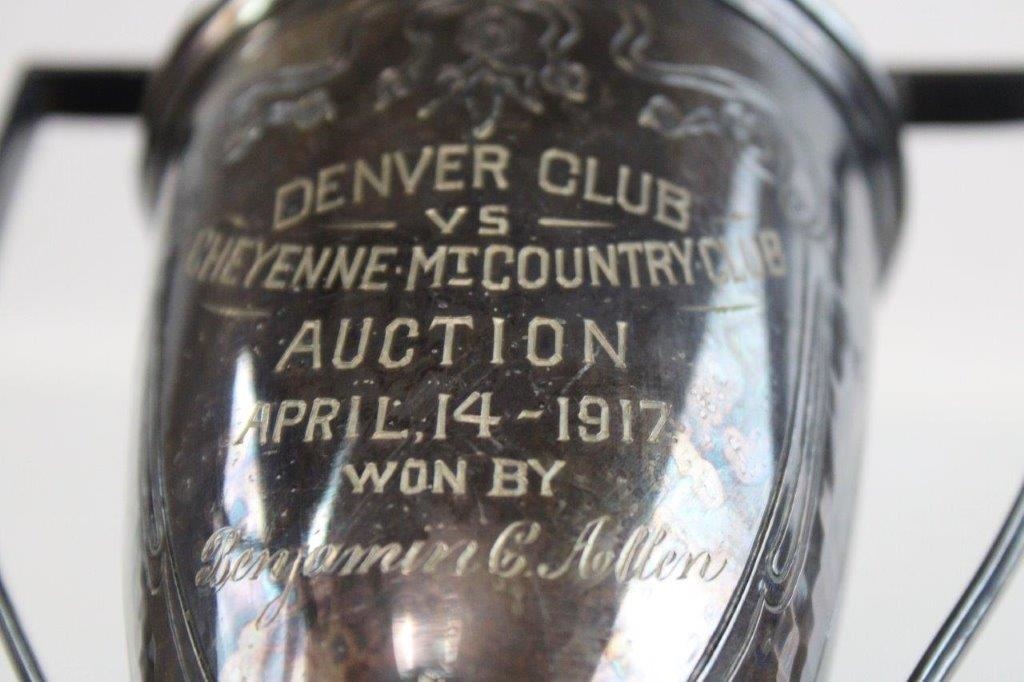 DENVER CLUB
VS
CHEYENNE·MT COUNTRY·CLUB
AUCTION
APRIL, 14 - 1917
WON BY
Benjamin C. Allen